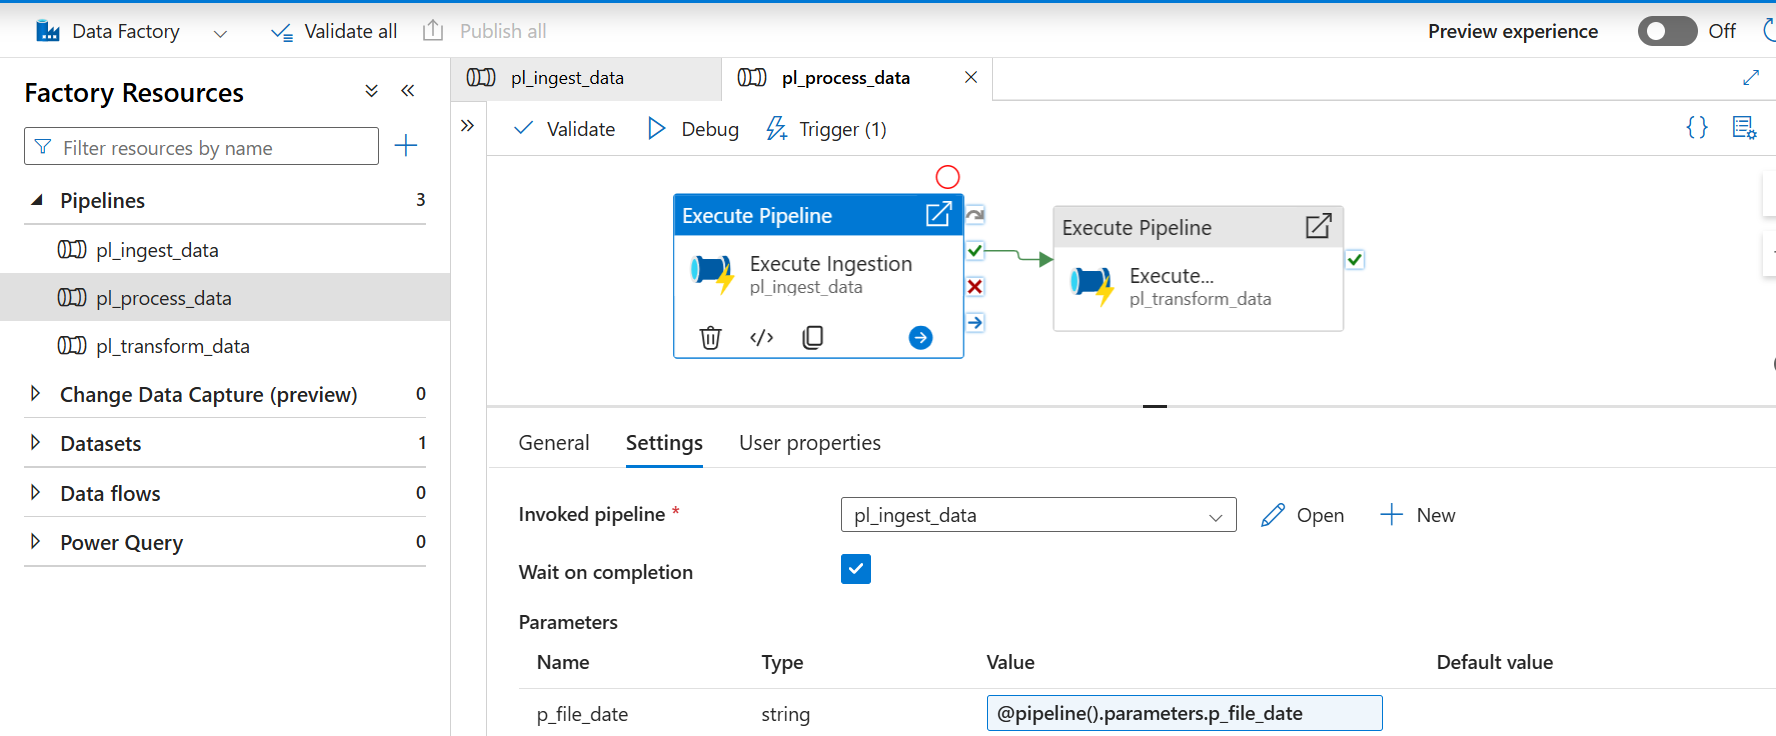 Data Factory
Validate all
Publish all
Preview experience
Off
Factory Resources
Filter resources by name
Pipelines 3
pl_ingest_data
pl_process_data
pl_transform_data
Change Data Capture (preview) 0
Datasets 1
Data flows 0
Power Query 0
pl_ingest_data
pl_process_data
Validate
Debug
Trigger (1)
{}
Execute Pipeline
Execute Ingestion
pl_ingest_data
Execute Pipeline
Execute...
pl_transform_data
General
Settings
User properties
Invoked pipeline *
pl_ingest_data
Open
New
Wait on completion
Parameters
Name Type Value Default value
p_file_date string @pipeline().parameters.p_file_date